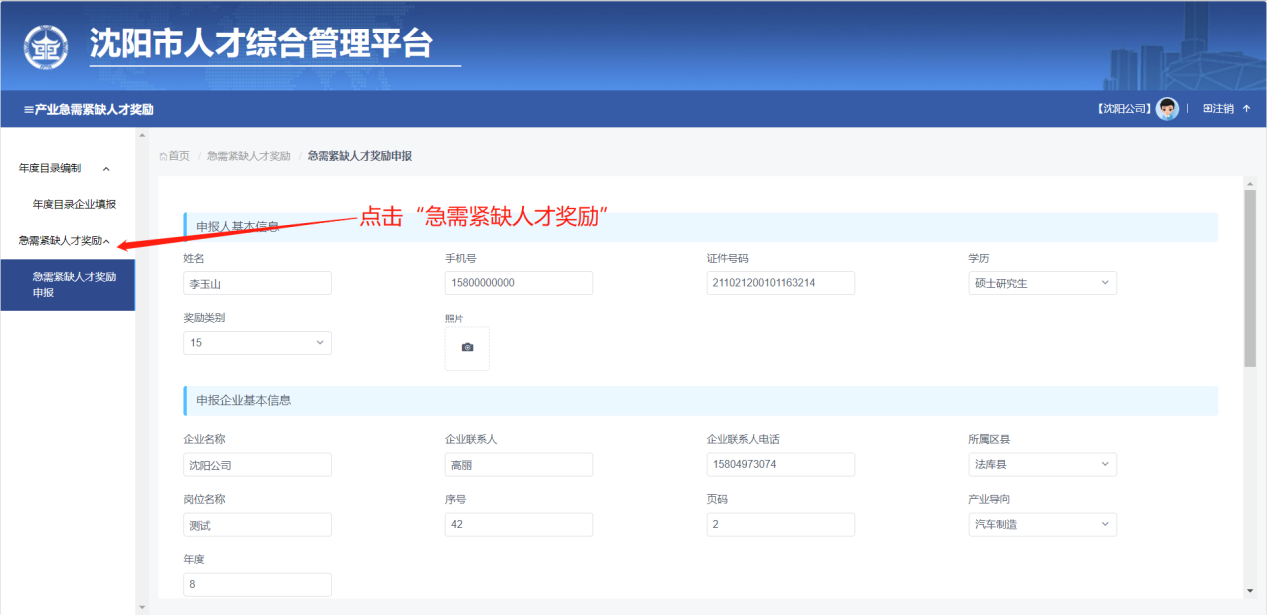 沈阳市人才综合管理平台
≡产业急需紧缺人才奖励
【沈阳公司】 | 注销
年度目录编制
年度目录企业填报
急需紧缺人才奖励
急需紧缺人才奖励
申报
首页 / 急需紧缺人才奖励 / 急需紧缺人才奖励申报
申报人基本信息
点击“急需紧缺人才奖励”
姓名 手机号 证件号码 学历
李玉山 15800000000 211021200101163214 硕士研究生
奖励类别 照片
15
申报企业基本信息
企业名称 企业联系人 企业联系人电话 所属区县
沈阳公司 高丽 15804973074 法库县
岗位名称 序号 页码 产业导向
测试 42 2 汽车制造
年度
8